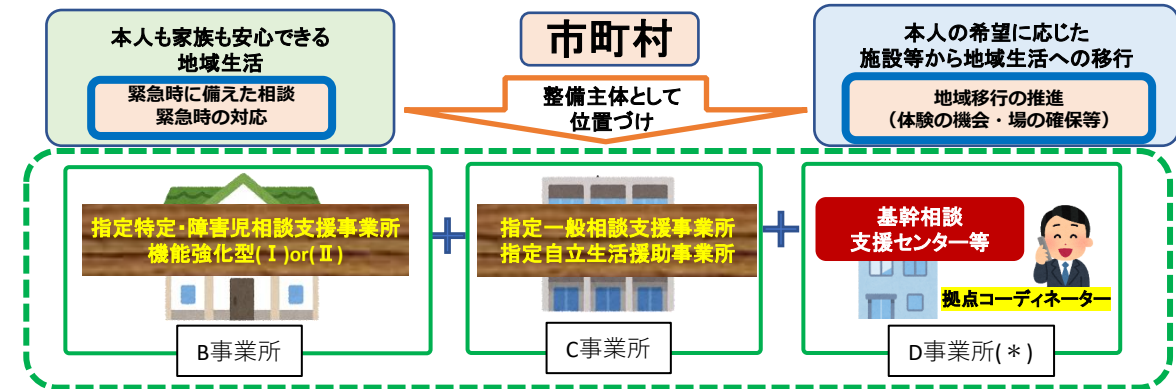 本人も家族も安心できる
地域生活
緊急時に備えた相談
緊急時の対応
市町村
整備主体として
位置づけ
本人の希望に応じた
施設等から地域生活への移行
地域移行の推進
（体験の機会・場の確保等）
指定特定・障害児相談支援事業所
機能強化型(Ⅰ)or(Ⅱ)
B事業所
+
指定一般相談支援事業所
指定自立生活援助事業所
C事業所
+
基幹相談
支援センター等
拠点コーディネーター
D事業所(＊)